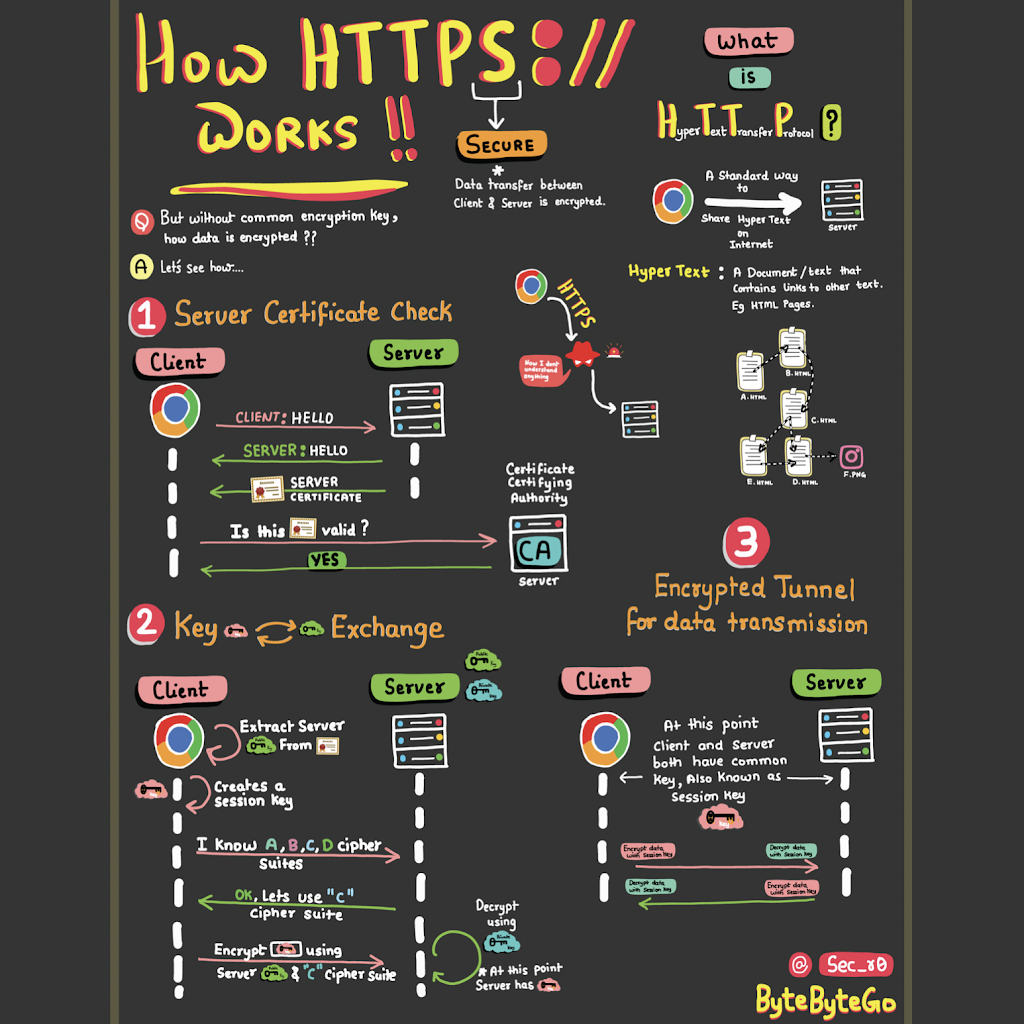 How HTTPS://
WORKS !!
SECURE
*
Data transfer between
Client & Server is encrypted.
Q But without common encryption key,
how data is encrypted ??
A Let's see how....
What
is
HyperText Transfer Protocol ?
A Standard way
to
Share HyperText
on
Internet
server
Hyper Text : A Document/text that
Contains links to other text.
Eg HTML Pages.
A.HTML
B.HTML
C.HTML
D.HTML
E.HTML
F.PNG
HTTPS
Now I dont
understand
anything
1 Server Certificate Check
Client
Server
CLIENT: HELLO
SERVER: HELLO
SERVER
CERTIFICATE
Is this valid ?
YES
Certificate
Certifying
Authority
CA
server
2 Key Exchange
Client
Server
Public
Key
Private
Key
Extract Server
From
Creates a
session key
I know A,B,C,D cipher
suites
OK, Lets use "C"
cipher suite
Encrypt using
Server & "C" cipher suite
Decrypt
using
* At this point
Server has
3
Encrypted Tunnel
for data transmission
Client
Server
At this point
Client and Server
both have common
Key, Also Known as
Session Key
Key
Encrypt data
with Session Key
Decrypt data
with Session Key
Decrypt data
with Session Key
Encrypt data
with Session Key
@ Sec_r0
ByteByteGo